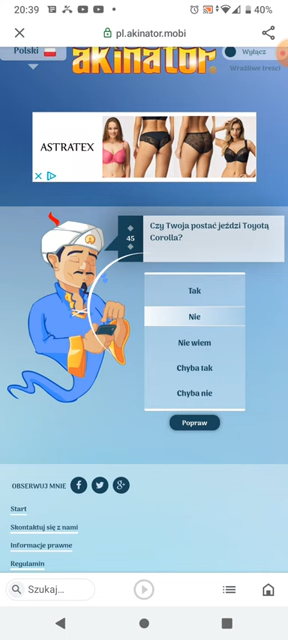 20:39
40%
pl.akinator.mobi
Polski
akinator.
Wyłącz
Wrażliwe treści
ASTRATEX
45
Czy Twoja postać jeździ Toyotą
Corolla?
Tak
Nie
Nie wiem
Chyba tak
Chyba nie
Popraw
OBSERWUJ MNIE
Start
Skontaktuj się z nami
Informacje prawne
Regulamin
Szukaj...